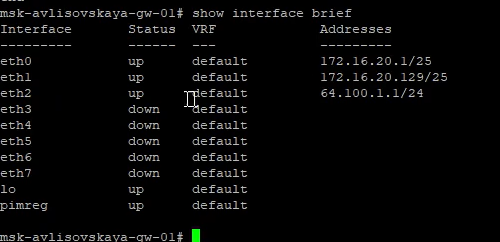 msk-avlisovskaya-gw-01# show interface brief
Interface       Status  VRF             Addresses
---------       ------  ---             ---------
eth0            up      default         172.16.20.1/25
eth1            up      default         172.16.20.129/25
eth2            up      default         64.100.1.1/24
eth3            down    default
eth4            down    default
eth5            down    default
eth6            down    default
eth7            down    default
lo              up      default
pimreg          up      default
msk-avlisovskaya-gw-01#